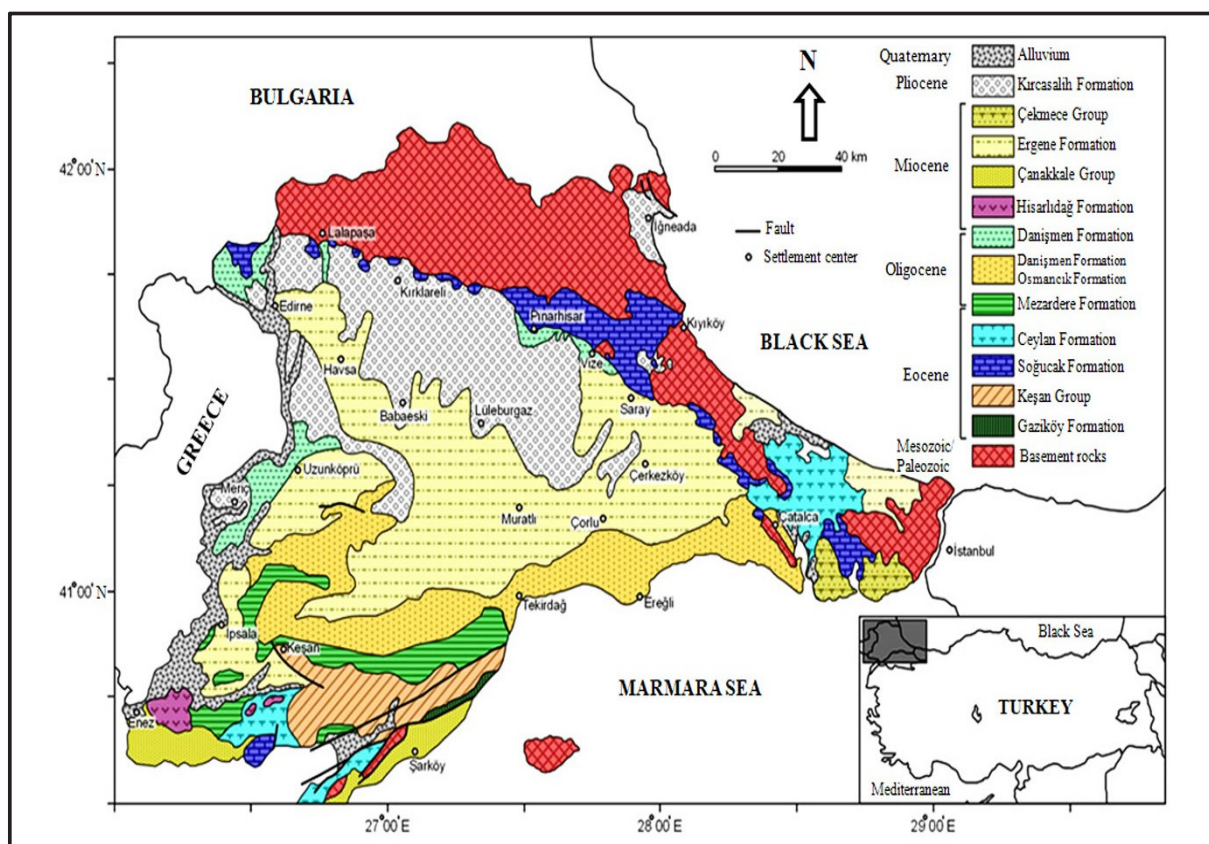 BULGARIA
GREECE
BLACK SEA
MARMARA SEA
N
0 20 40 km
Fault
Settlement center
42°00´N
41°00´N
27°00´E
28°00´E
29°00´E
Lalapaşa
İğneada
Kırklareli
Edirne
Pınarhisar
Kıyıköy
Vize
Havsa
Babaeski
Lüleburgaz
Saray
Uzunköprü
Çerkezköy
Meriç
Muratlı
Çorlu
Çatalca
İstanbul
Tekirdağ
Ereğli
İpsala
Keşan
Enez
Şarköy
Quaternary
Alluvium
Pliocene
Kırcasalih Formation
Miocene
Çekmece Group
Ergene Formation
Çanakkale Group
Hisarlıdağ Formation
Oligocene
Danişmen Formation
Danişmen Formation
Osmancık Formation
Mezardere Formation
Eocene
Ceylan Formation
Soğucak Formation
Keşan Group
Gaziköy Formation
Mesozoic/
Paleozoic
Basement rocks
Black Sea
TURKEY
Mediterranean